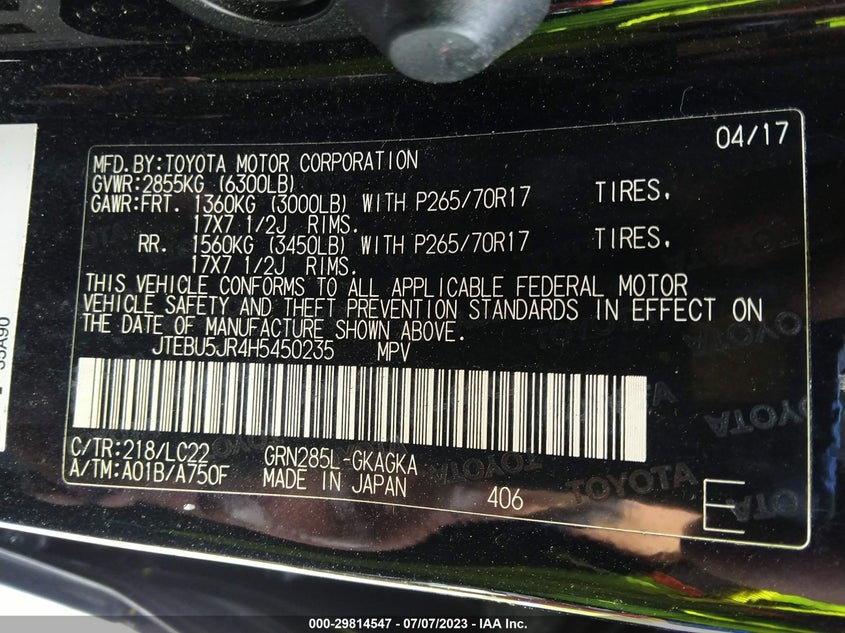 04/17
MFD.BY:TOYOTA MOTOR CORPORATION
GVWR:2855KG (6300LB)
GAWR:FRT. 1360KG (3000LB) WITH P265/70R17 TIRES.
17X7 1/2J RIMS.
RR. 1560KG (3450LB) WITH P265/70R17 TIRES.
17X7 1/2J RIMS.
THIS VEHICLE CONFORMS TO ALL APPLICABLE FEDERAL MOTOR
VEHICLE SAFETY AND THEFT PREVENTION STANDARDS IN EFFECT ON
THE DATE OF MANUFACTURE SHOWN ABOVE.
JTEBU5JR4H5450235 MPV
C/TR:218/LC22 GRN285L-GKAGKA
A/TM:A01B/A750F MADE IN JAPAN 406 E
TOYOTA
TOYOTA
TOYOTA
TOYOTA
000-29814547 - 07/07/2023 - IAA Inc.